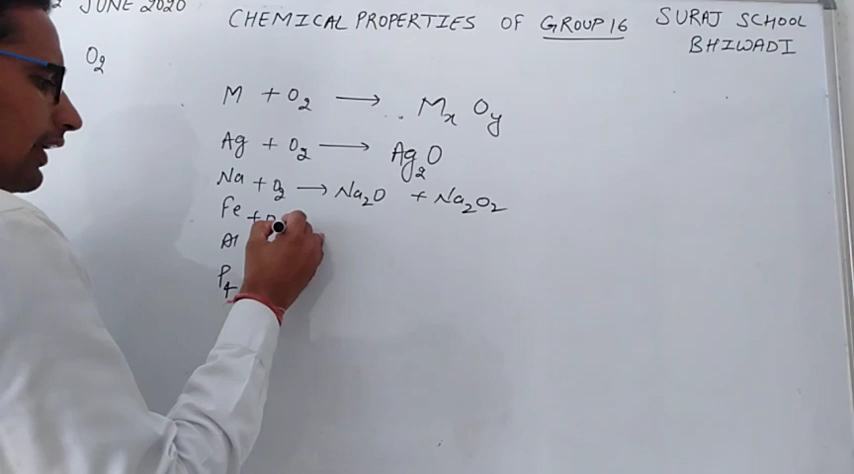 JUNE 2020
CHEMICAL PROPERTIES OF GROUP 16
SURAJ SCHOOL
BHIWADI
O₂
M + O₂ → MₓOᵧ
Ag + O₂ → Ag₂O
Na + O₂ → Na₂O + Na₂O₂
Fe +
Al
P₄